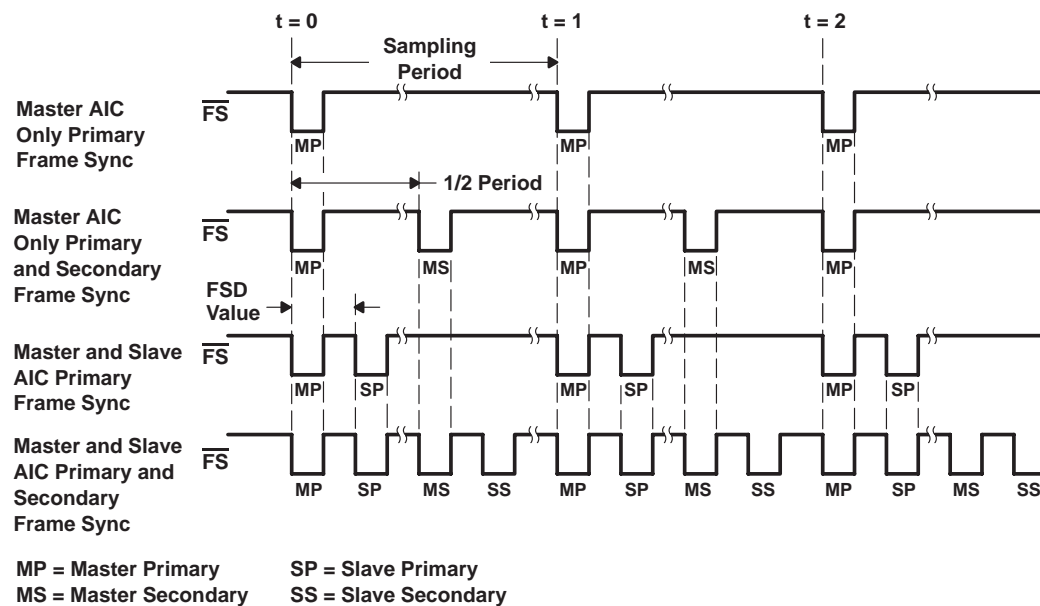 t = 0 t = 1 t = 2
Sampling
Period
Master AIC
Only Primary
Frame Sync
FS
MP MP MP
1/2 Period
Master AIC
Only Primary
and Secondary
Frame Sync
FS
MP MS MP MS MP
FSD
Value
Master and Slave
AIC Primary
Frame Sync
FS
MP SP MP SP MP SP
Master and Slave
AIC Primary and
Secondary
Frame Sync
FS
MP SP MS SS MP SP MS SS MP SP MS SS
MP = Master Primary SP = Slave Primary
MS = Master Secondary SS = Slave Secondary